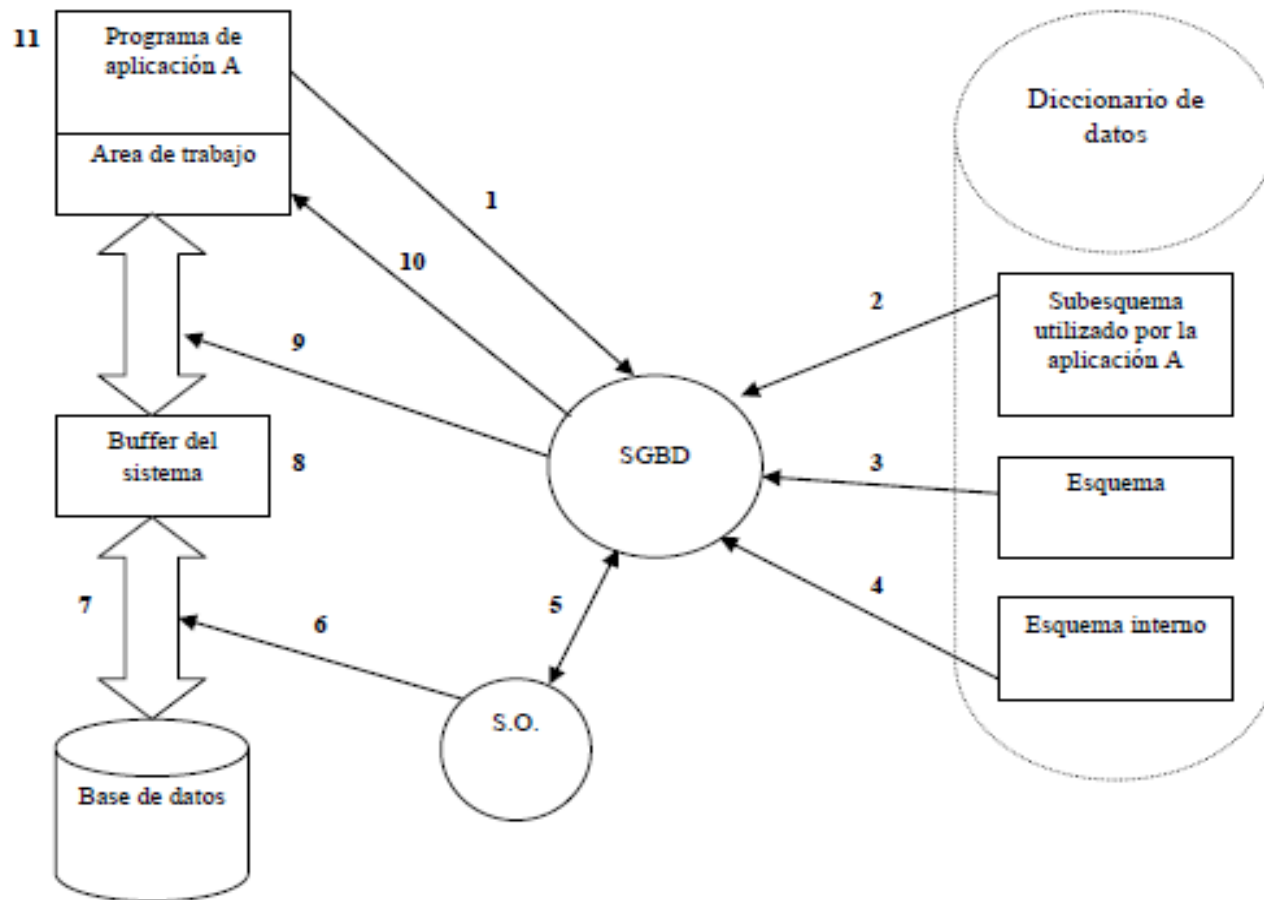 11
Programa de
aplicación A
Area de trabajo
1
10
9
Buffer del
sistema
8
7
6
5
Base de datos
S.O.
SGBD
2
3
4
Diccionario de
datos
Subesquema
utilizado por la
aplicación A
Esquema
Esquema interno